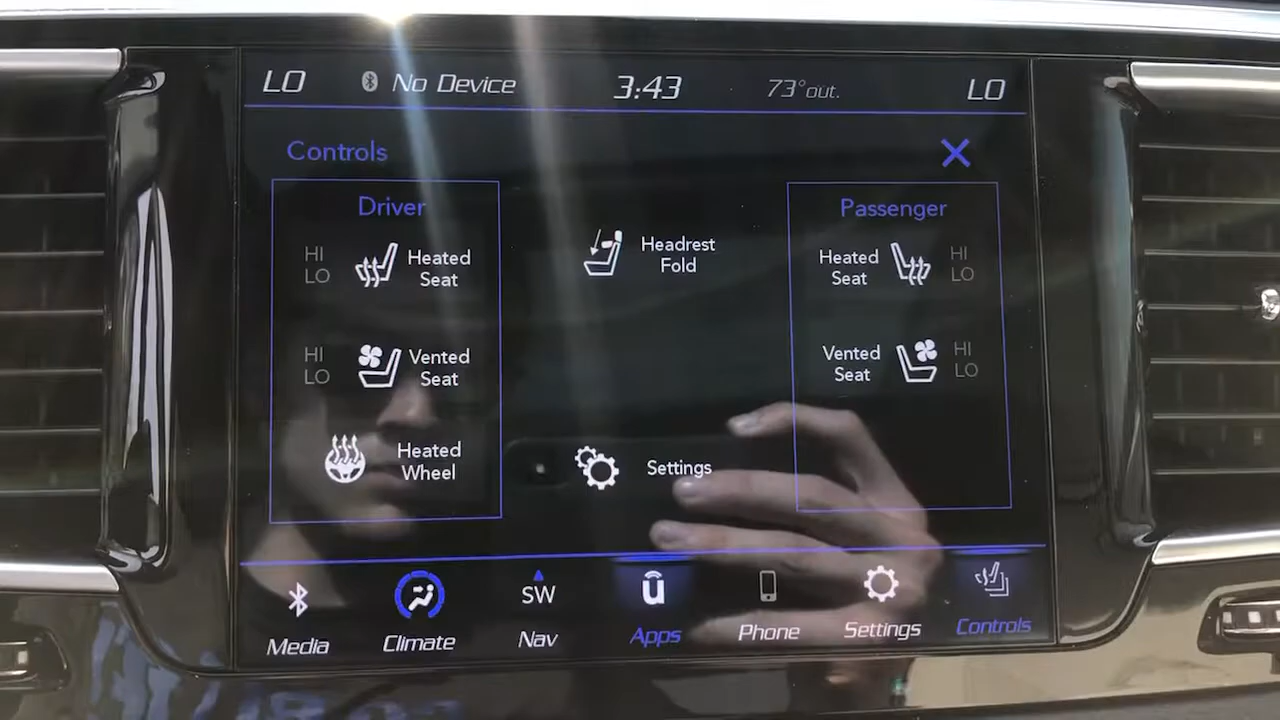 LO No Device 3:43 73° out. LO
Controls
Driver
HI
LO
Heated
Seat
HI
LO
Vented
Seat
Heated
Wheel
Headrest
Fold
Settings
Passenger
Heated
Seat
HI
LO
Vented
Seat
HI
LO
SW
Media Climate Nav Apps Phone Settings Controls